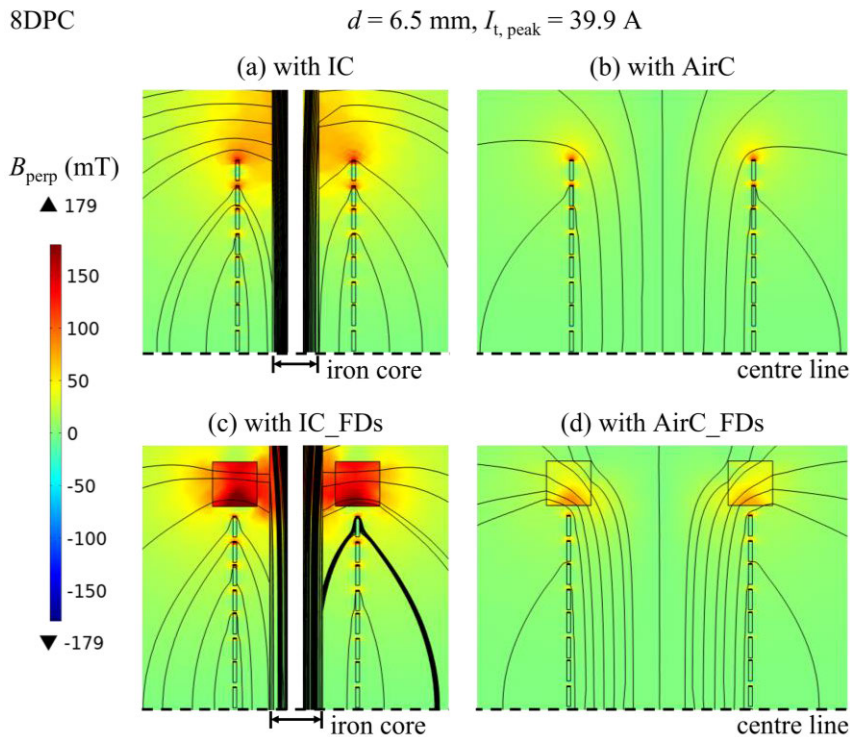 8DPC
d = 6.5 mm, It, peak = 39.9 A
(a) with IC
(b) with AirC
Bperp (mT)
▲ 179
150
100
50
0
-50
-100
-150
▼ -179
iron core
centre line
(c) with IC_FDs
(d) with AirC_FDs
iron core
centre line